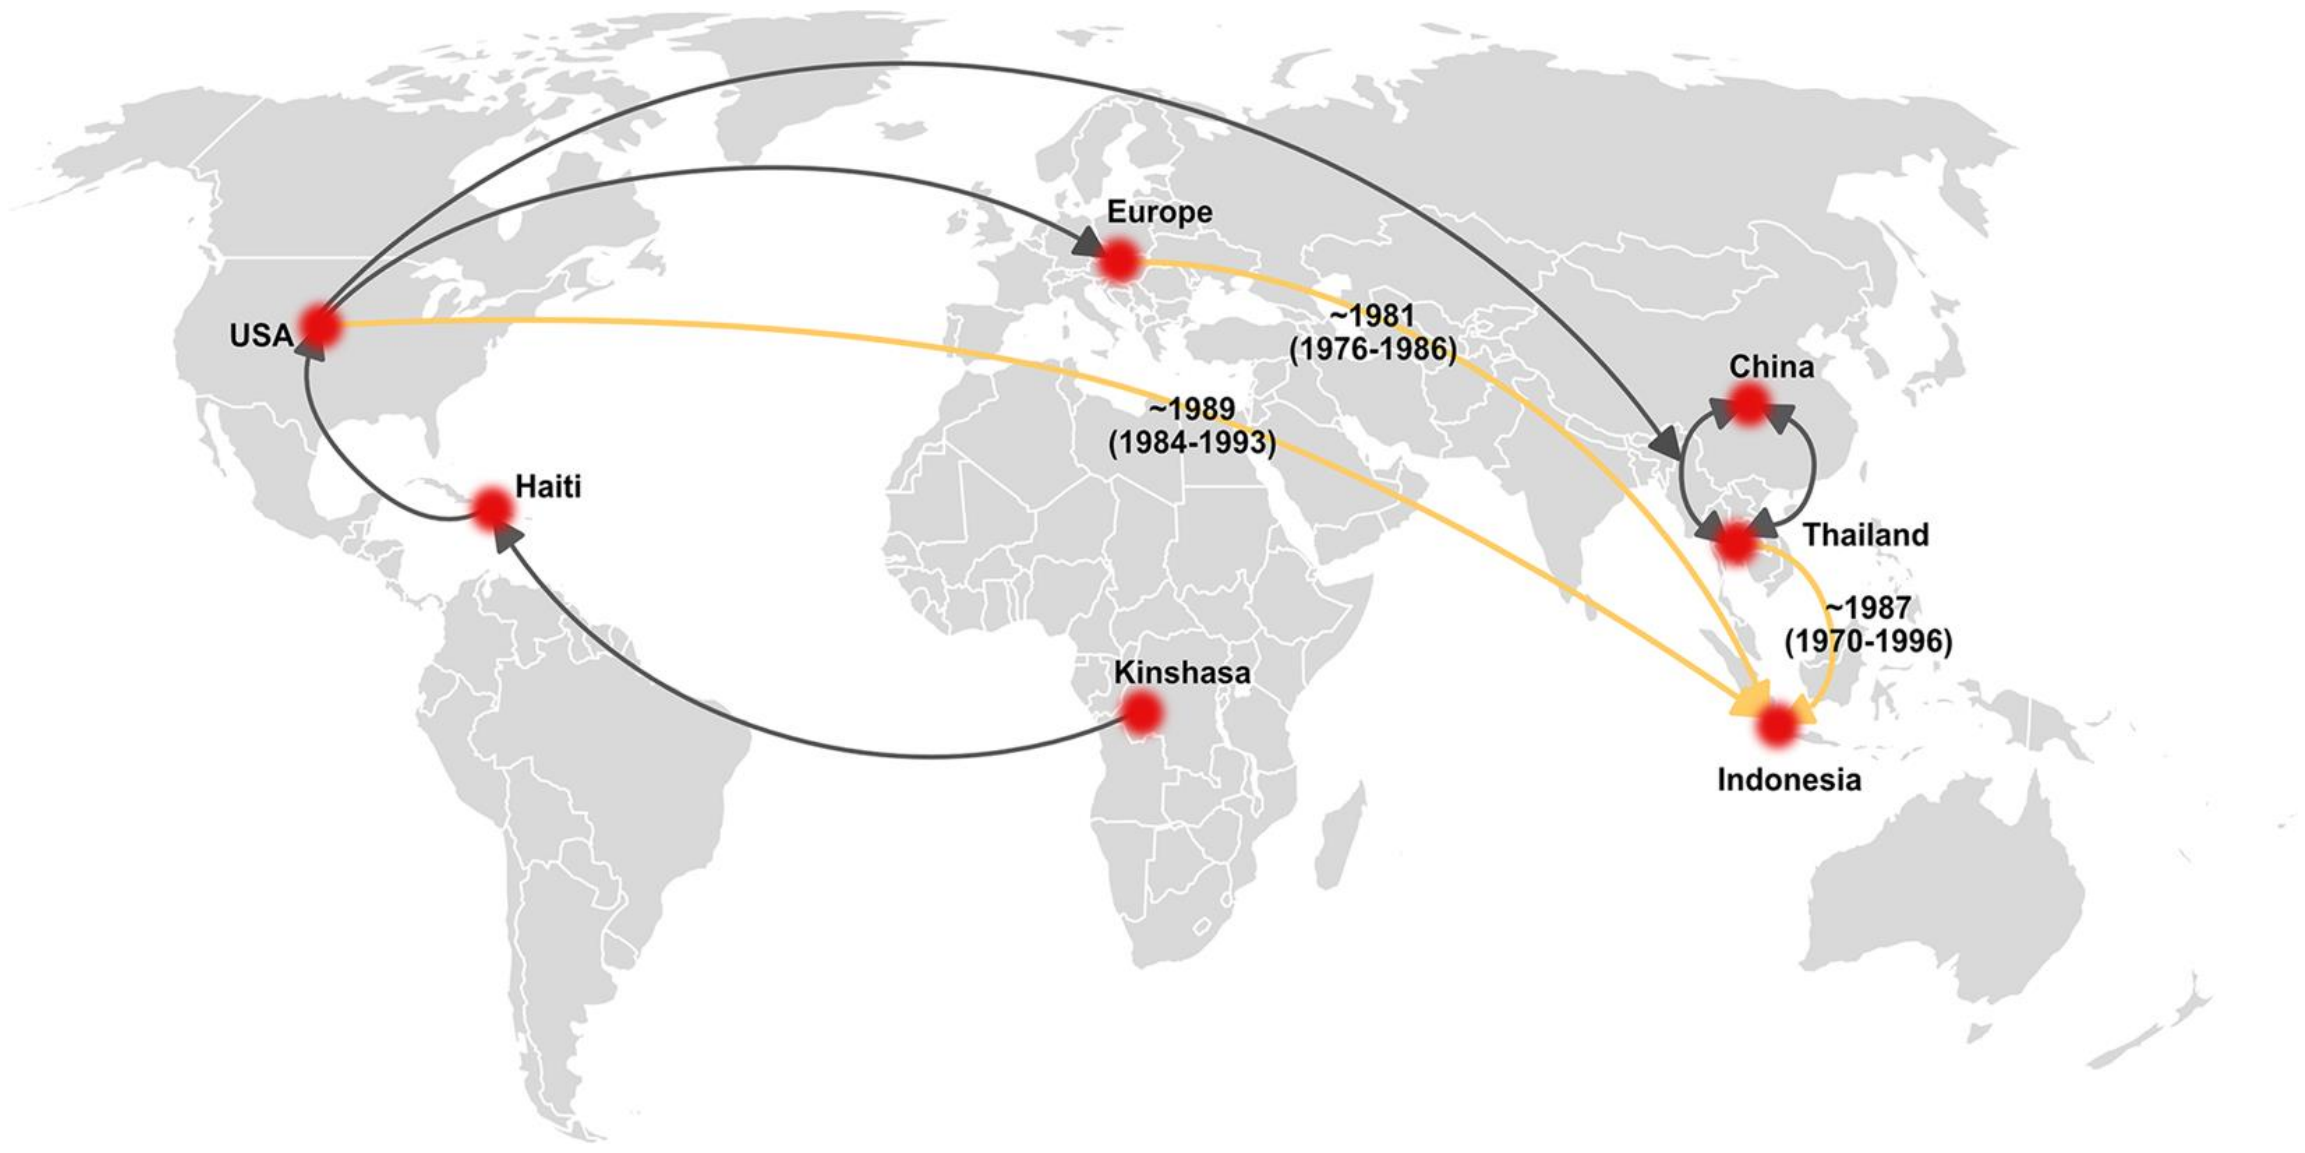 Europe
~1981
(1976-1986)
USA
China
~1989
(1984-1993)
Haiti
Thailand
~1987
(1970-1996)
Kinshasa
Indonesia